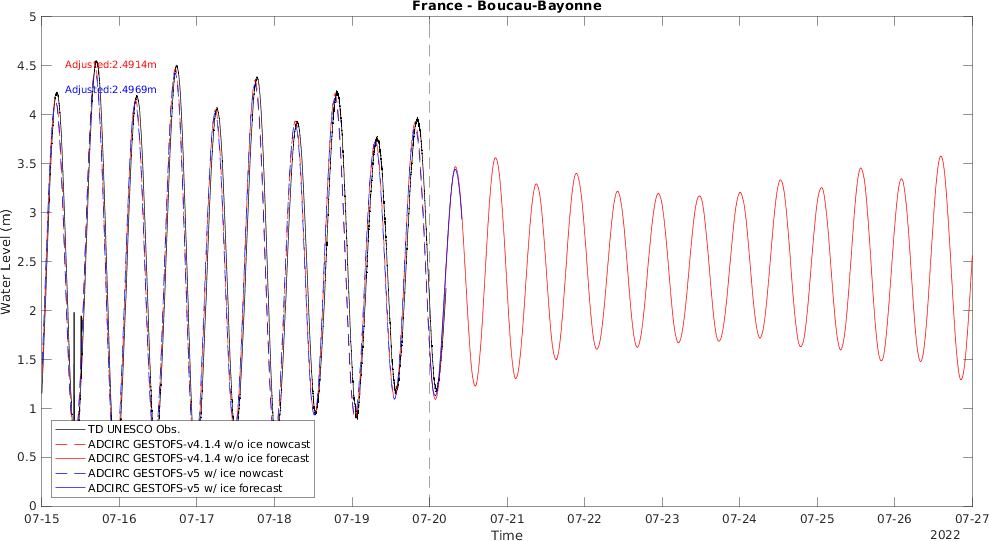 France - Boucau-Bayonne
5
4.5
4
3.5
3
2.5
2
1.5
1
0.5
0
Water Level (m)
Adjusted:2.4914m
Adjusted:2.4969m
TD UNESCO Obs.
ADCIRC GESTOFS-v4.1.4 w/o ice nowcast
ADCIRC GESTOFS-v4.1.4 w/o ice forecast
ADCIRC GESTOFS-v5 w/ ice nowcast
ADCIRC GESTOFS-v5 w/ ice forecast
07-15 07-16 07-17 07-18 07-19 07-20 07-21 07-22 07-23 07-24 07-25 07-26 07-27
Time
2022